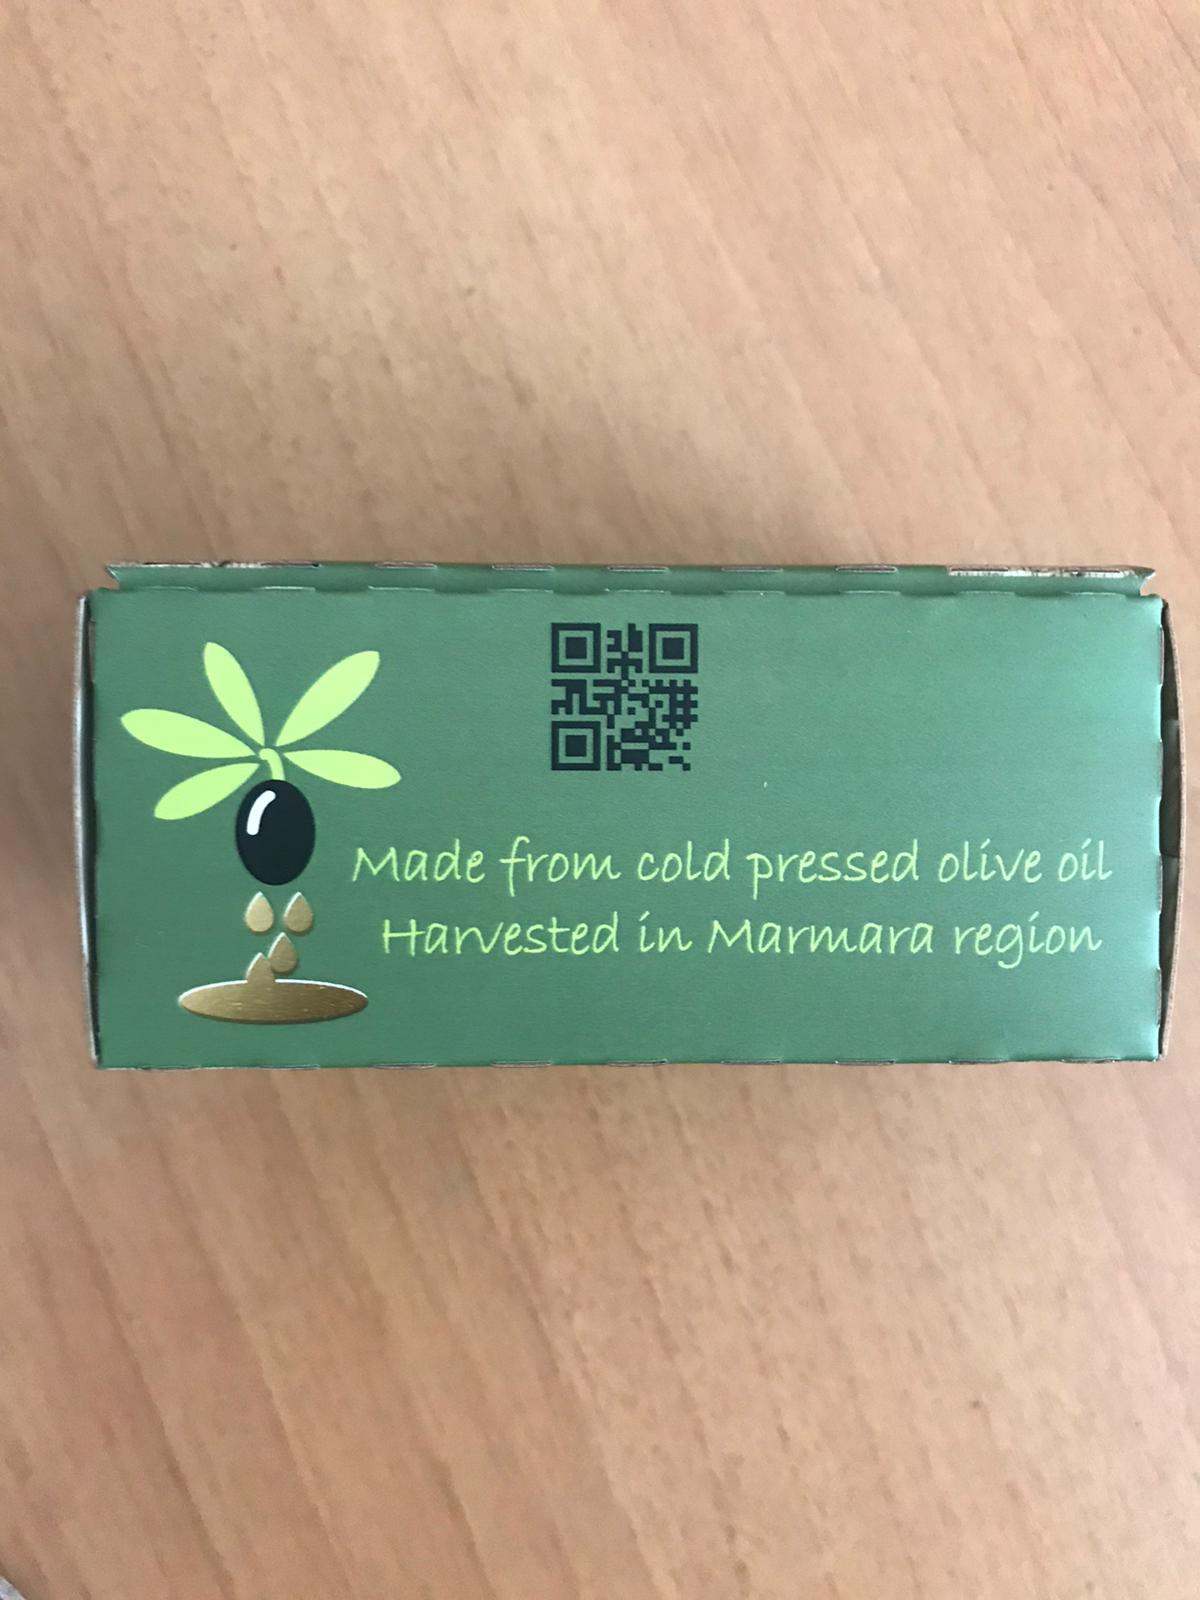 Made from cold pressed olive oil
Harvested in Marmara region